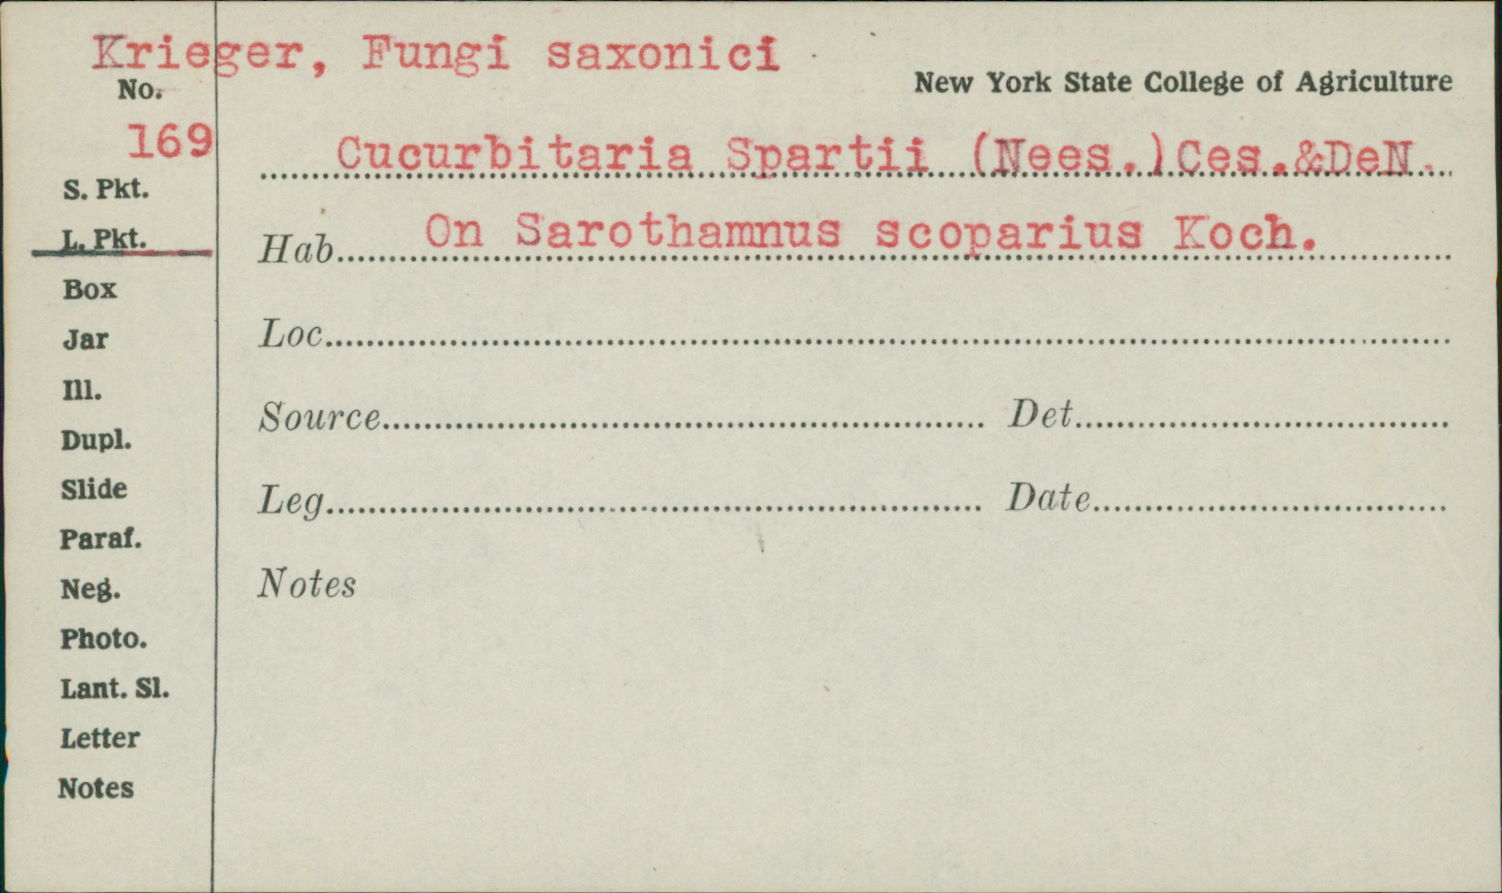 Krieger, Fungi saxonici
New York State College of Agriculture
No.
169
Cucurbitaria Spartii (Nees.)Ces.&DeN.
S. Pkt.
L. Pkt.
Hab. On Sarothamnus scoparius Koch.
Box
Loc.
Jar
Ill.
Source Det.
Dupl.
Slide
Leg. Date
Paraf.
Neg.
Notes
Photo.
Lant. Sl.
Letter
Notes